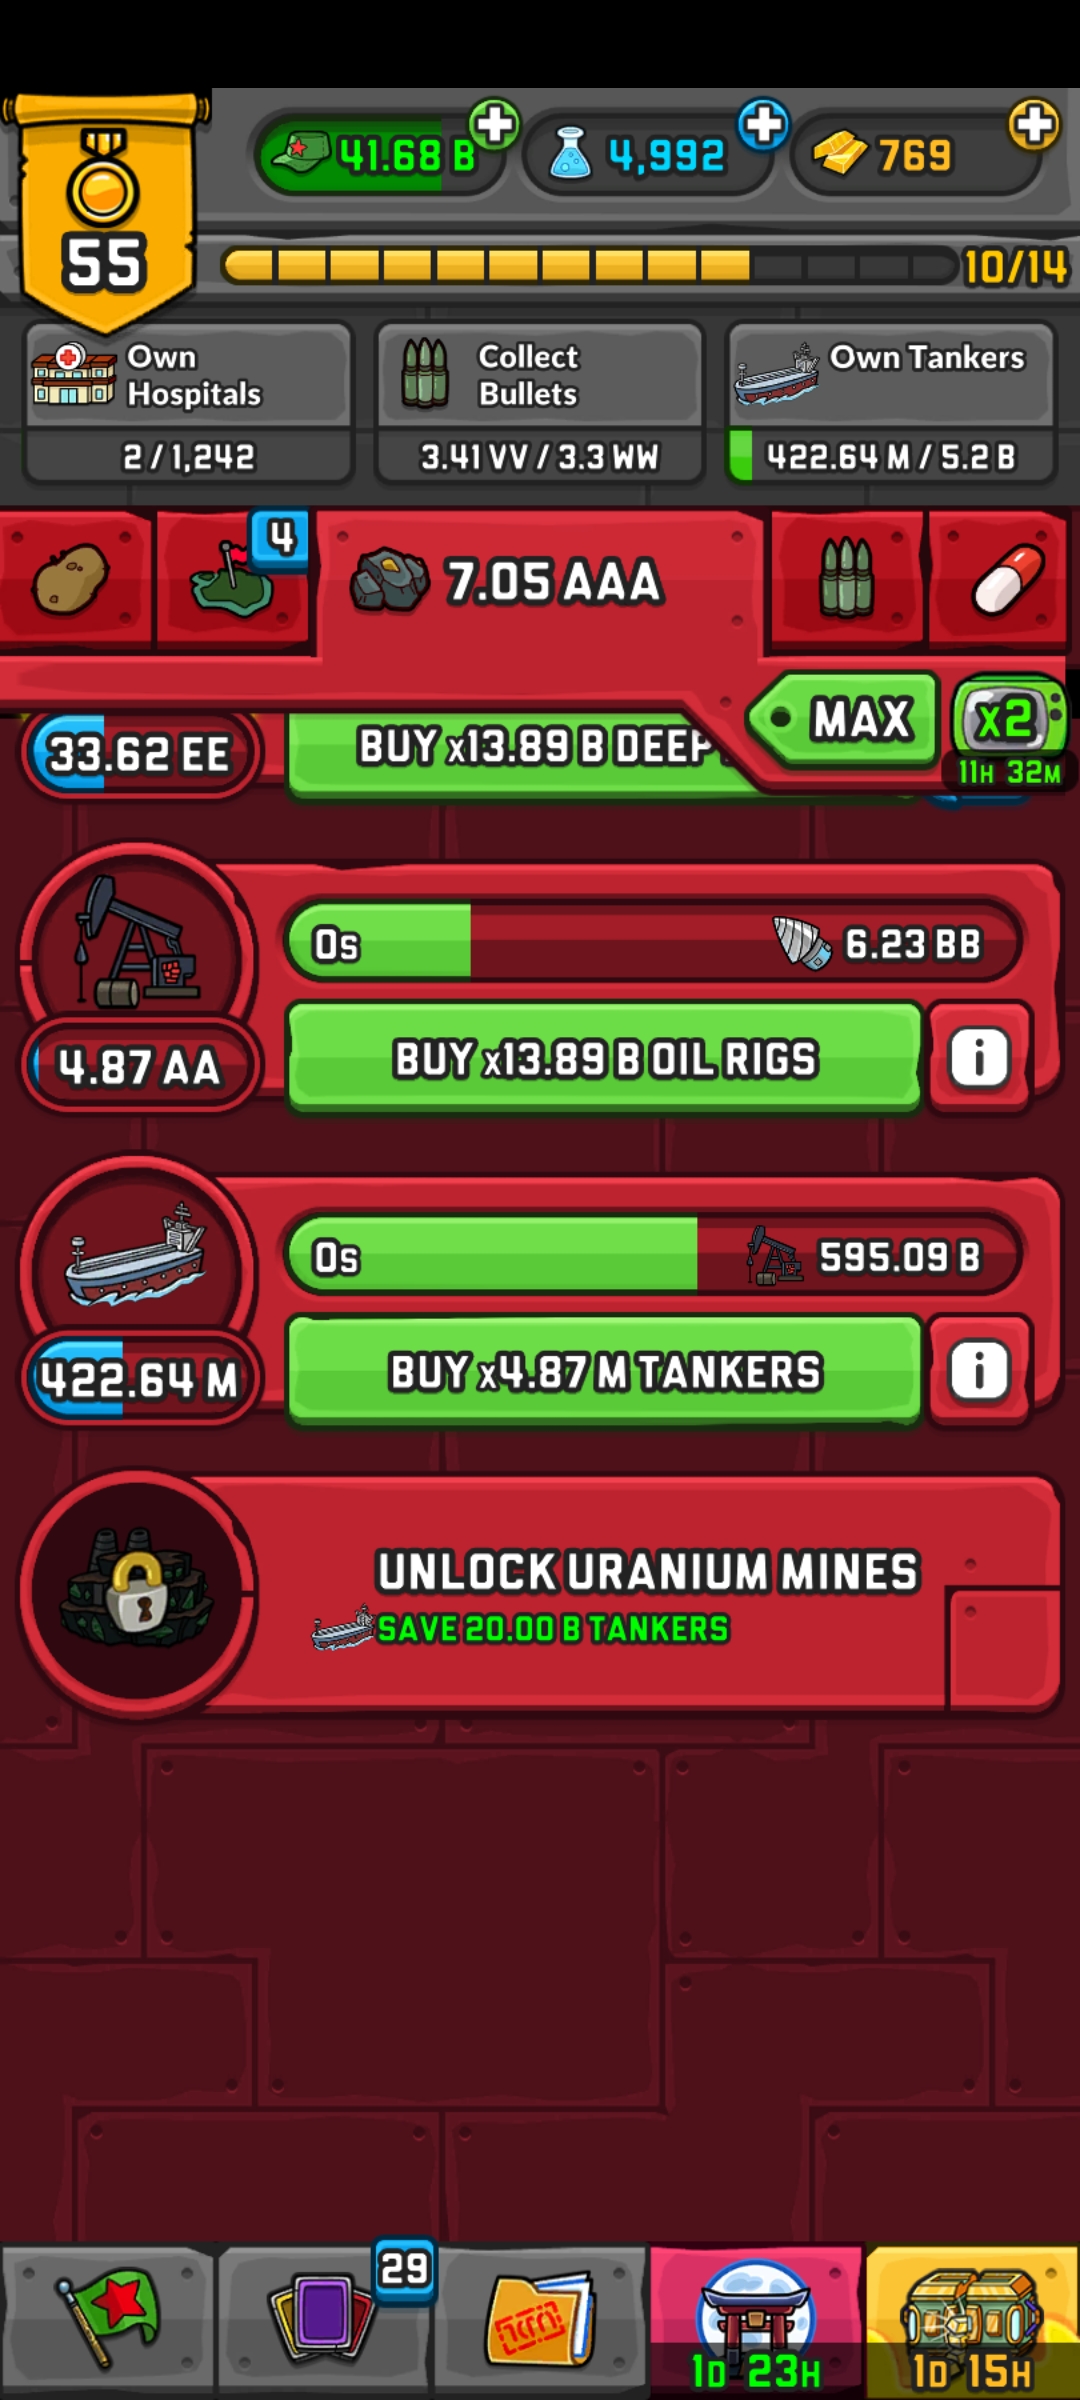 41.68 B
4,992
769
55
10/14
Own
Hospitals
2 / 1,242
Collect
Bullets
3.41 VV / 3.3 WW
Own Tankers
422.64 M / 5.2 B
4
7.05 AAA
MAX
x2
11H 32M
33.62 EE
BUY x13.89 B DEEP
0s
6.23 BB
4.87 AA
BUY x13.89 B OIL RIGS
i
0s
595.09 B
422.64 M
BUY x4.87 M TANKERS
i
UNLOCK URANIUM MINES
SAVE 20.00 B TANKERS
29
1D 23H
1D 15H